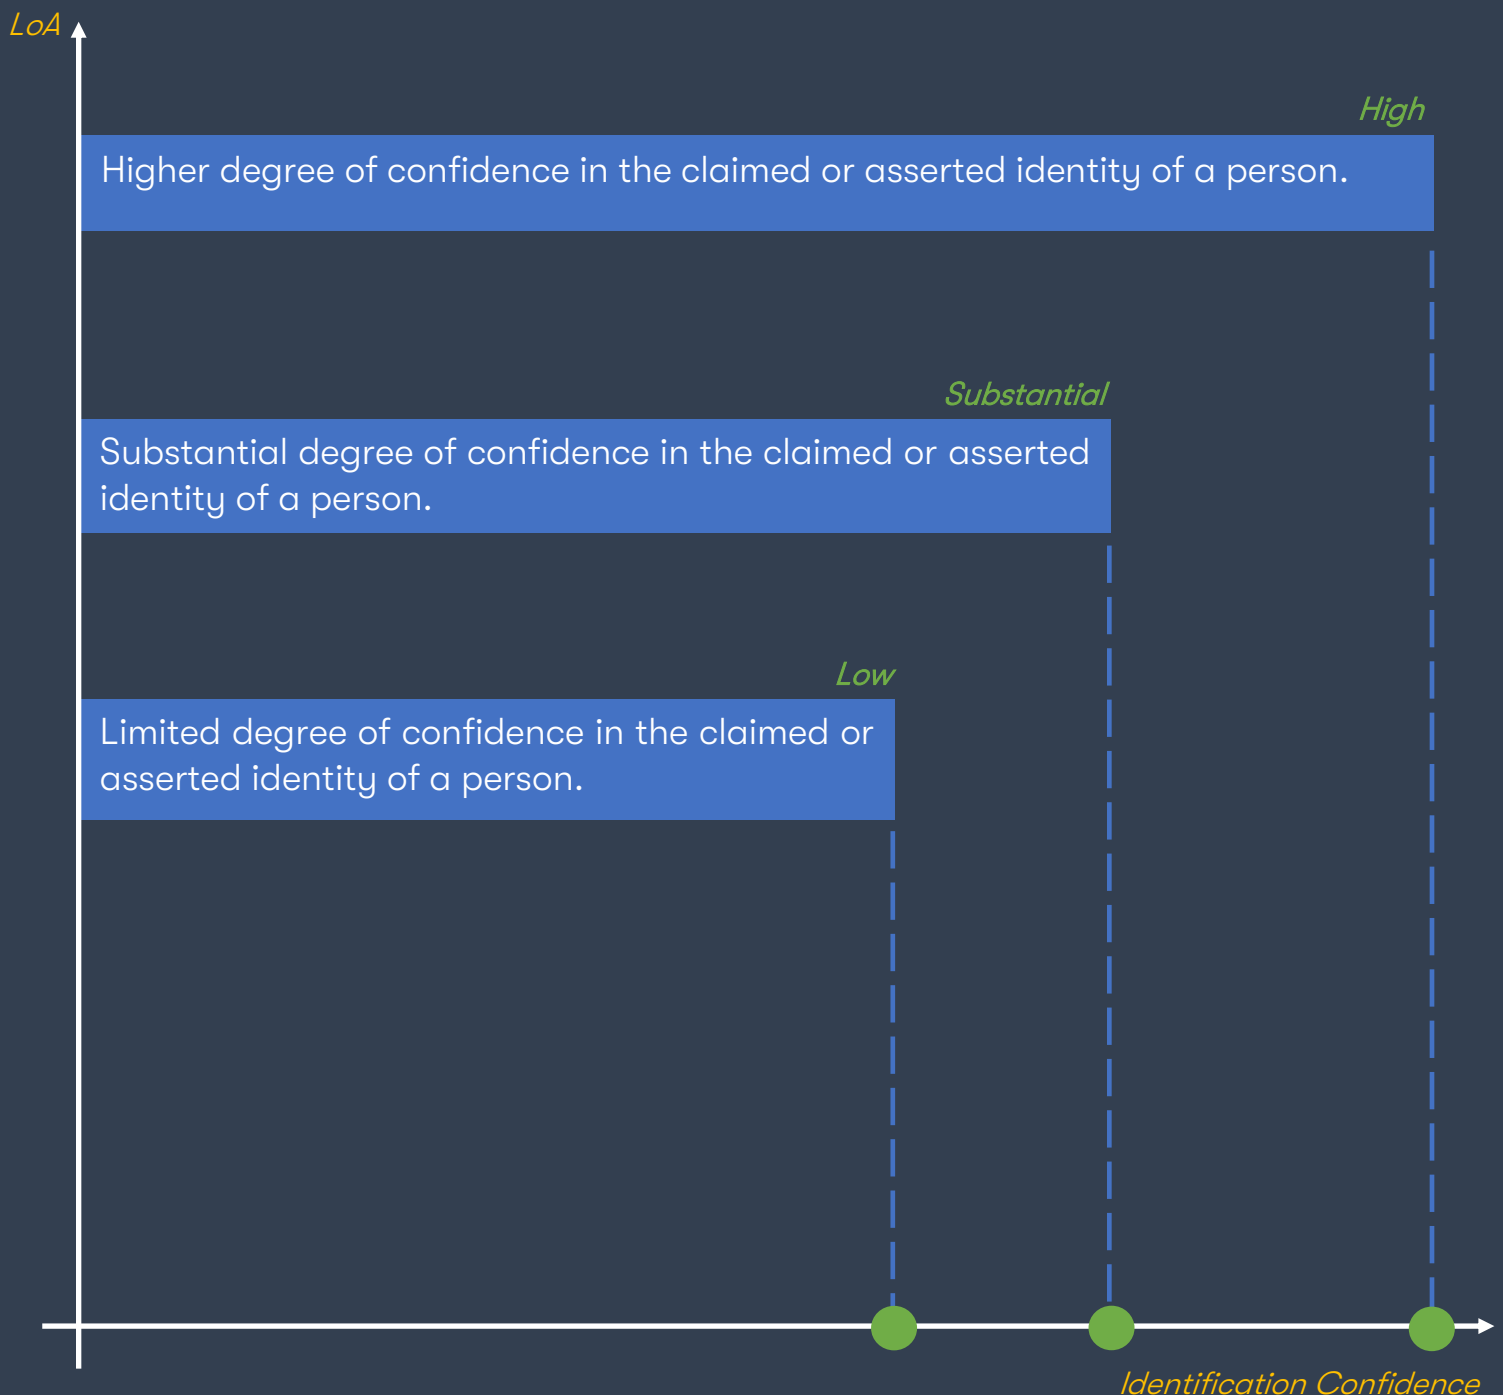 LoA
High
Higher degree of confidence in the claimed or asserted identity of a person.
Substantial
Substantial degree of confidence in the claimed or asserted
identity of a person.
Low
Limited degree of confidence in the claimed or
asserted identity of a person.
Identification Confidence